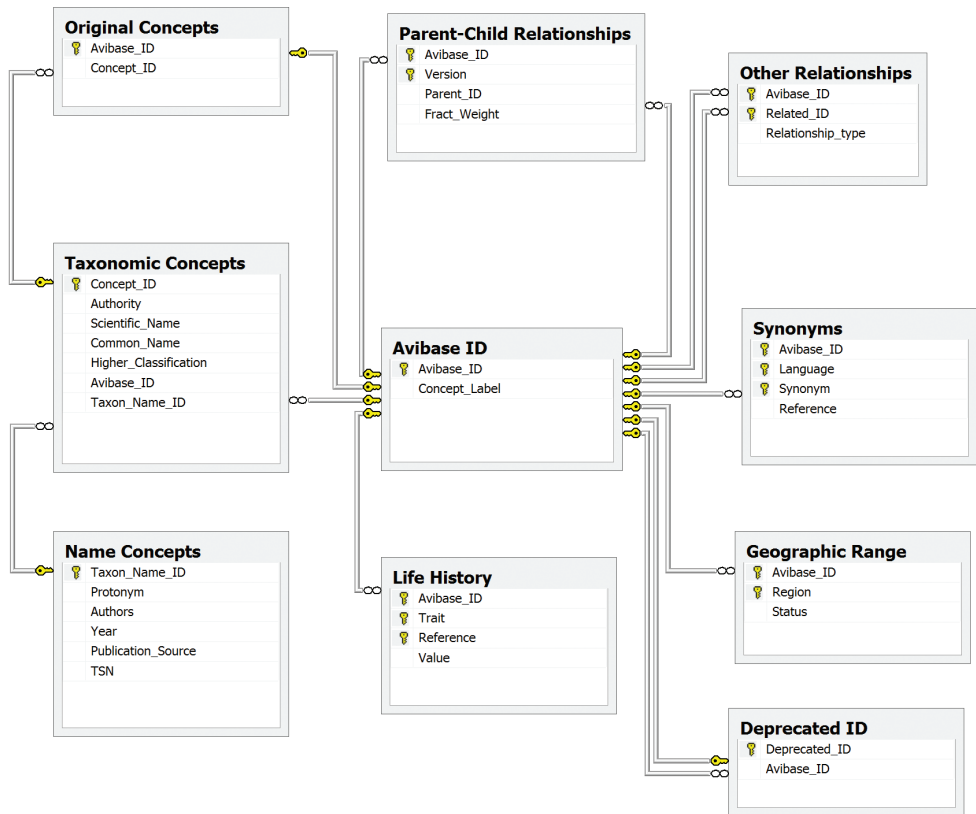 Original Concepts
Avibase_ID
Concept_ID
Parent-Child Relationships
Avibase_ID
Version
Parent_ID
Fract_Weight
Other Relationships
Avibase_ID
Related_ID
Relationship_type
Taxonomic Concepts
Concept_ID
Authority
Scientific_Name
Common_Name
Higher_Classification
Avibase_ID
Taxon_Name_ID
Avibase ID
Avibase_ID
Concept_Label
Synonyms
Avibase_ID
Language
Synonym
Reference
Name Concepts
Taxon_Name_ID
Protonym
Authors
Year
Publication_Source
TSN
Life History
Avibase_ID
Trait
Reference
Value
Geographic Range
Avibase_ID
Region
Status
Deprecated ID
Deprecated_ID
Avibase_ID